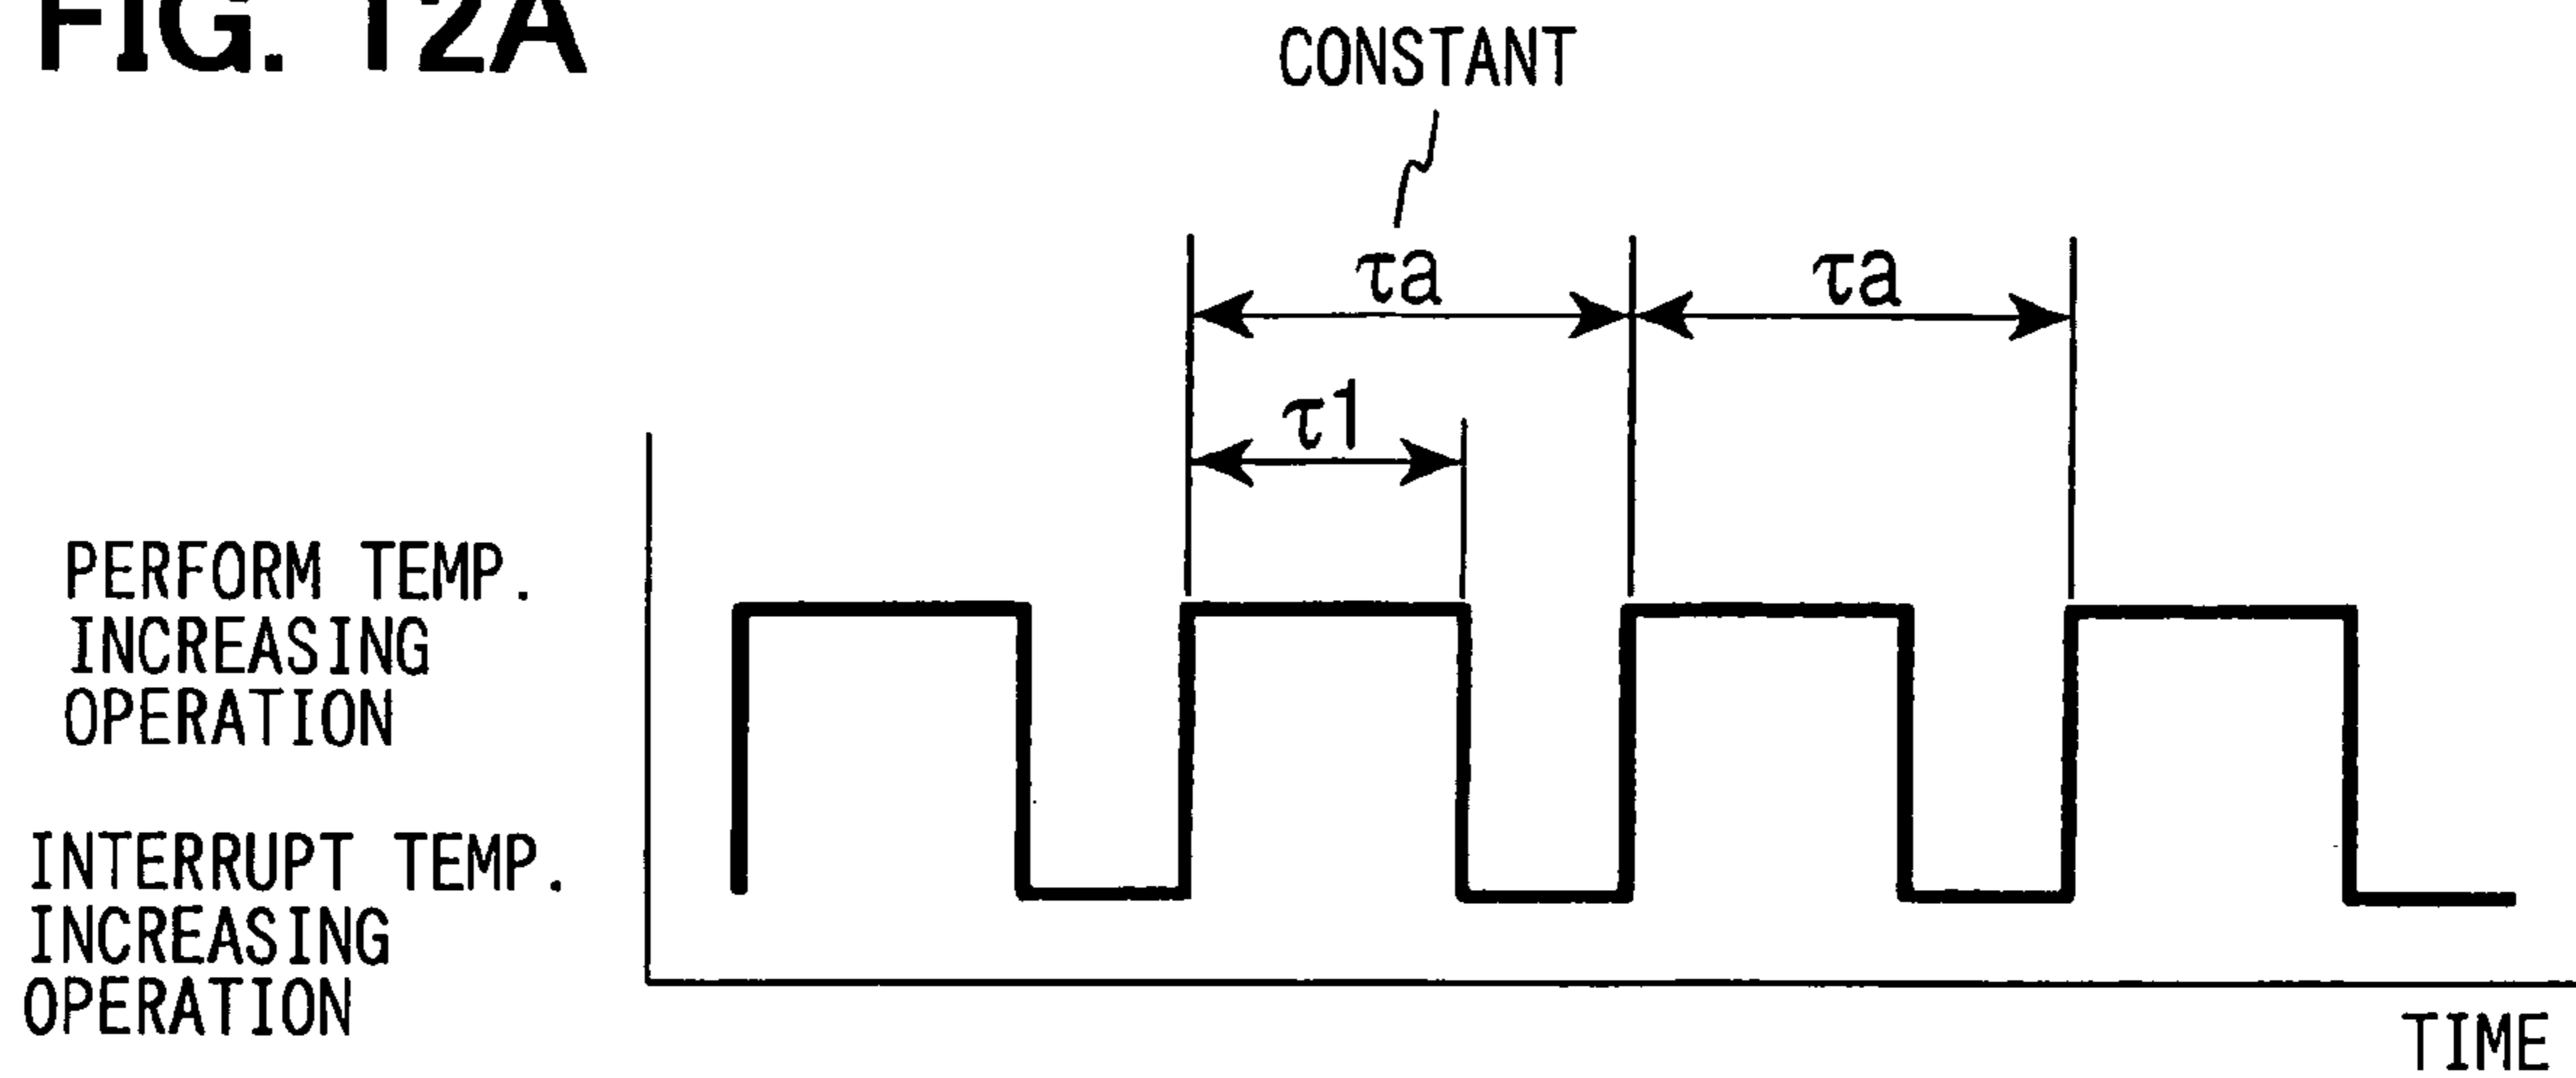 FIG. 12A
CONSTANT
τa
τa
τ1
PERFORM TEMP.
INCREASING
OPERATION
INTERRUPT TEMP.
INCREASING
OPERATION
TIME